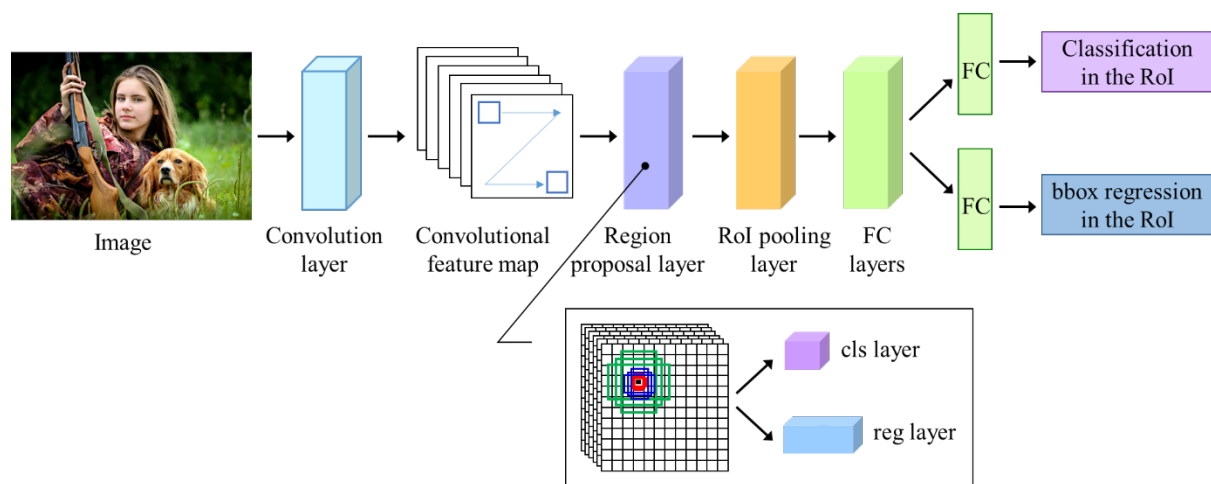 Image
Convolution
layer
Convolutional
feature map
Region
proposal layer
RoI pooling
layer
FC
layers
FC
Classification
in the RoI
FC
bbox regression
in the RoI
cls layer
reg layer